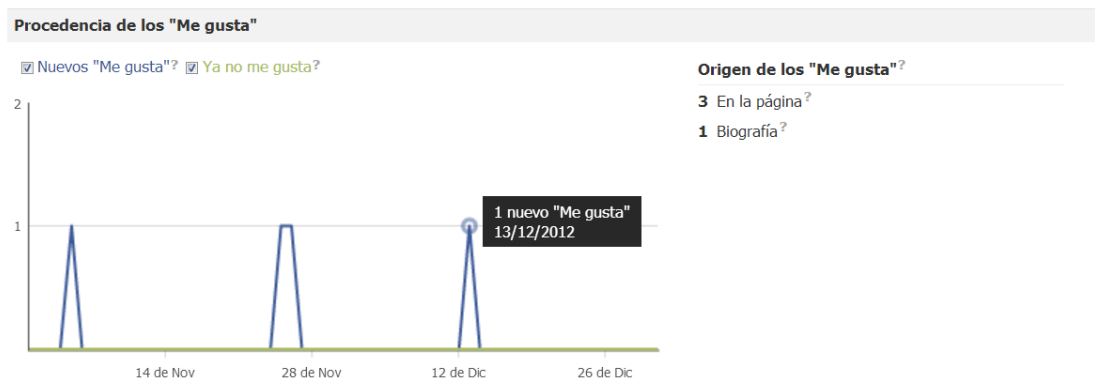 Procedencia de los "Me gusta"
Nuevos "Me gusta"? Ya no me gusta?
2
1
1 nuevo "Me gusta"
13/12/2012
14 de Nov 28 de Nov 12 de Dic 26 de Dic
Origen de los "Me gusta"?
3 En la página?
1 Biografía?